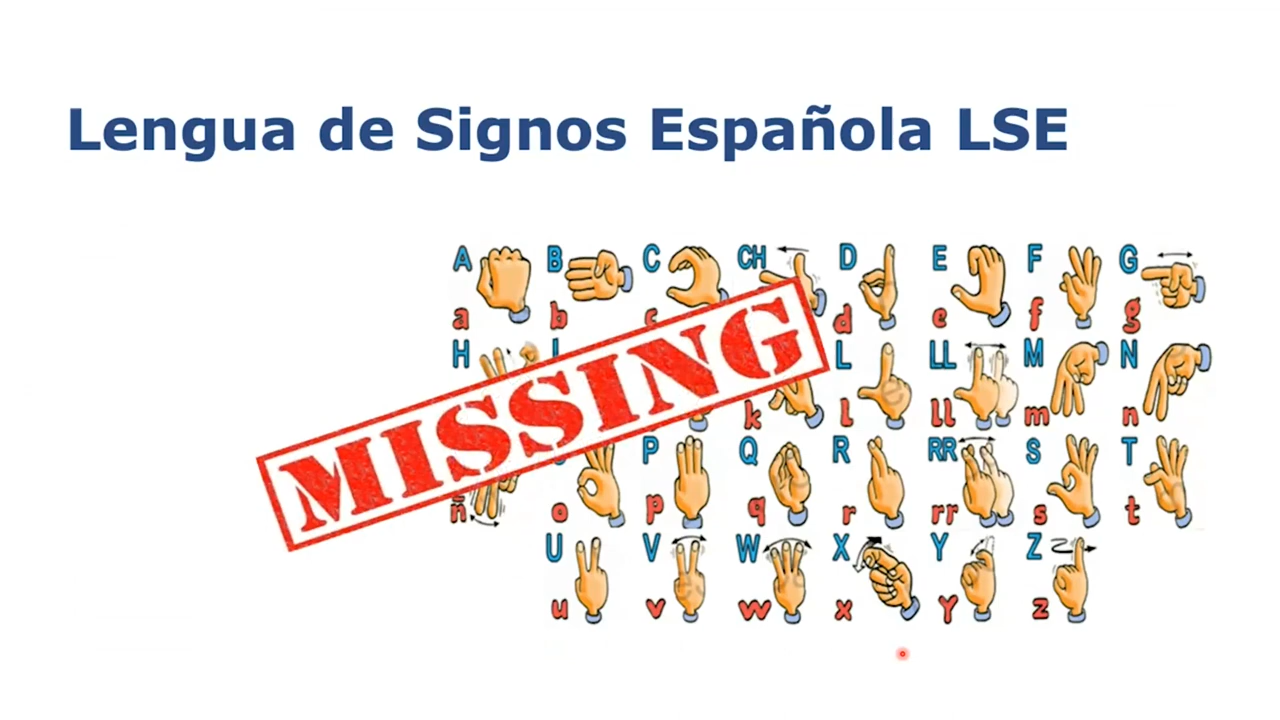 Lengua de Signos Española LSE
A B C CH D E F G
a b c d e f g
H I L LL M N
k l ll m n
P Q R RR S T
ñ o p q r rr s t
U V W X Y Z
u v w x y z
MISSING